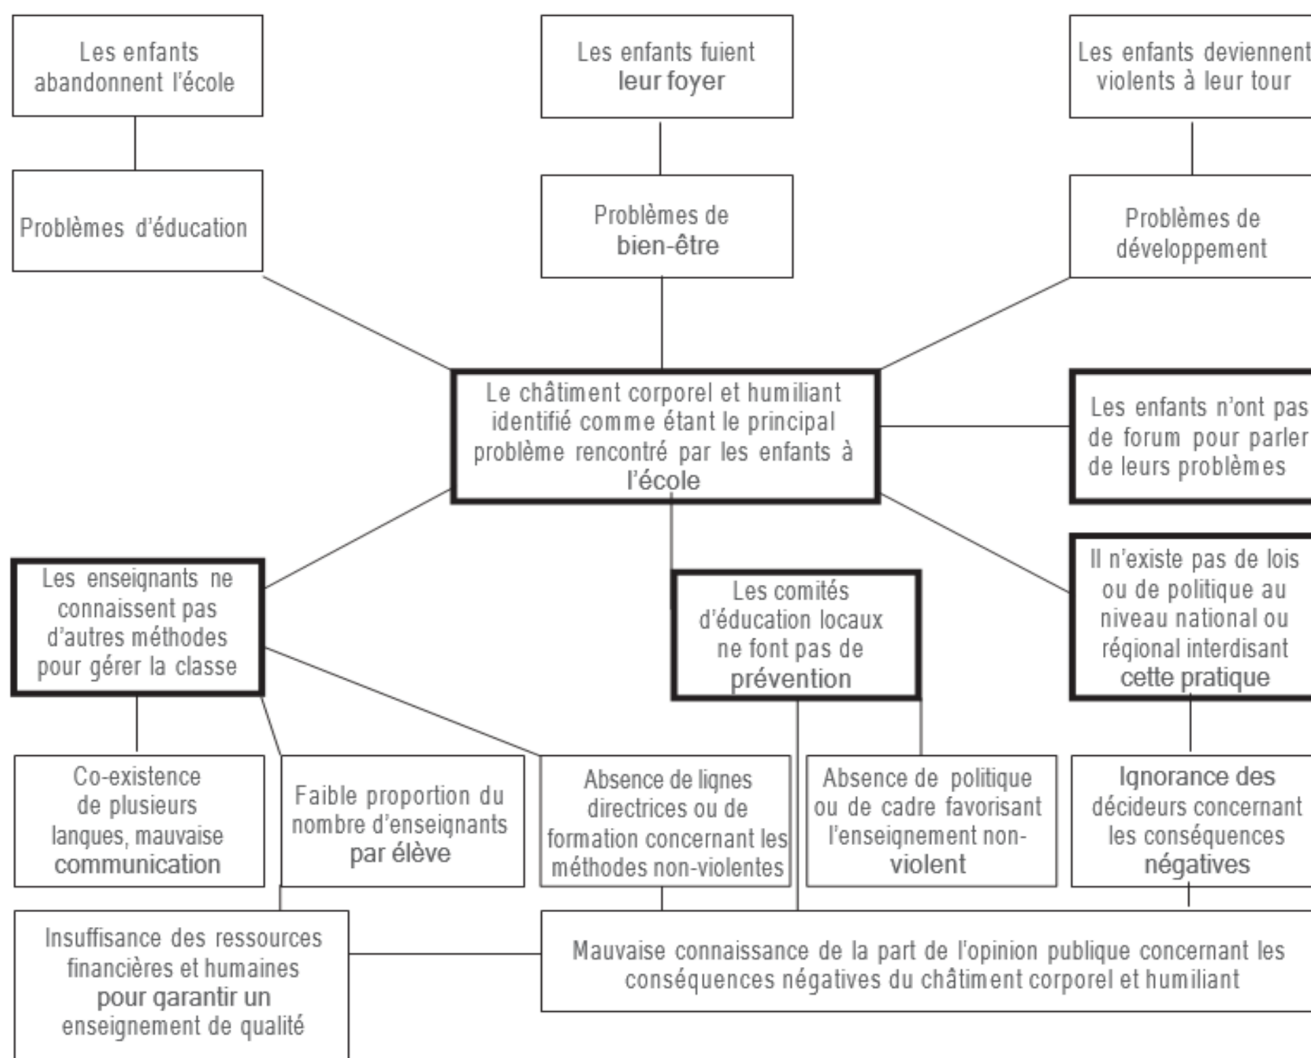 Les enfants
abandonnent l'école
Les enfants fuient
leur foyer
Les enfants deviennent
violents à leur tour
Problèmes d'éducation
Problèmes de
bien-être
Problèmes de
développement
Le châtiment corporel et humiliant
identifié comme étant le principal
problème rencontré par les enfants à
l'école
Les enfants n'ont pas
de forum pour parler
de leurs problèmes
Les enseignants ne
connaissent pas
d'autres méthodes
pour gérer la classe
Les comités
d'éducation locaux
ne font pas de
prévention
Il n'existe pas de lois
ou de politique au
niveau national ou
régional interdisant
cette pratique
Co-existence
de plusieurs
langues, mauvaise
communication
Faible proportion du
nombre d'enseignants
par élève
Absence de lignes
directrices ou de
formation concernant les
méthodes non-violentes
Absence de politique
ou de cadre favorisant
l'enseignement non-
violent
Ignorance des
décideurs concernant
les conséquences
négatives
Insuffisance des ressources
financières et humaines
pour garantir un
enseignement de qualité
Mauvaise connaissance de la part de l'opinion publique concernant les
conséquences négatives du châtiment corporel et humiliant